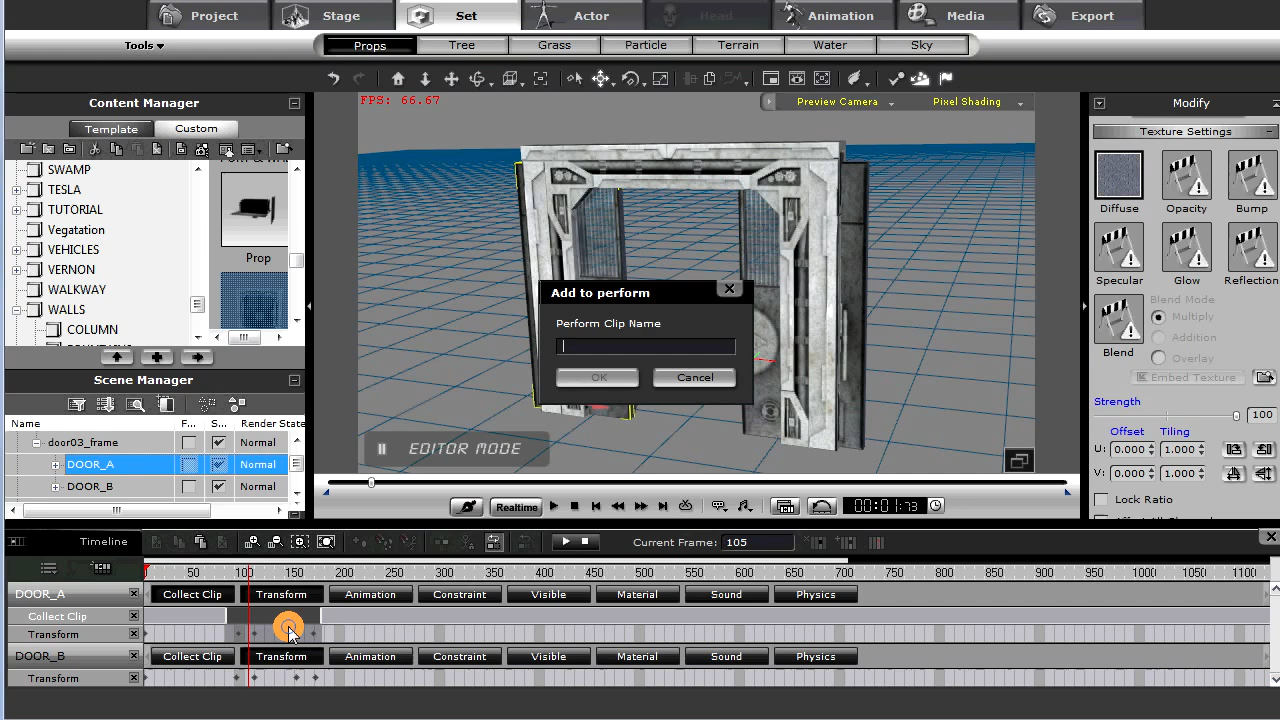 Project Stage Set Actor Head Animation Media Export
Tools Props Tree Grass Particle Terrain Water Sky
Content Manager
Template Custom
SWAMP
TESLA
TUTORIAL
Vegatation
VEHICLES
VERNON
WALKWAY
WALLS
COLUMN
Prop
Scene Manager
Name F... S... Render State
door03_frame Normal
DOOR_A Normal
DOOR_B Normal
FPS: 66.67 Preview Camera Pixel Shading
Add to perform
Perform Clip Name
OK Cancel
EDITOR MODE
Realtime 00:01:73
Modify
Texture Settings
Diffuse Opacity Bump
Specular Glow Reflection
Blend Mode
Multiply
Addition
Blend Overlay
Embed Texture
Strength
100
Offset Tiling
U: 0.000 1.000
V: 0.000 1.000
Lock Ratio
Timeline Current Frame: 105
50 100 150 200 250 300 350 400 450 500 550 600 650 700 750 800 850 900 950 1000 1050 1100
DOOR_A Collect Clip Transform Animation Constraint Visible Material Sound Physics
Collect Clip
Transform
DOOR_B Collect Clip Transform Animation Constraint Visible Material Sound Physics
Transform